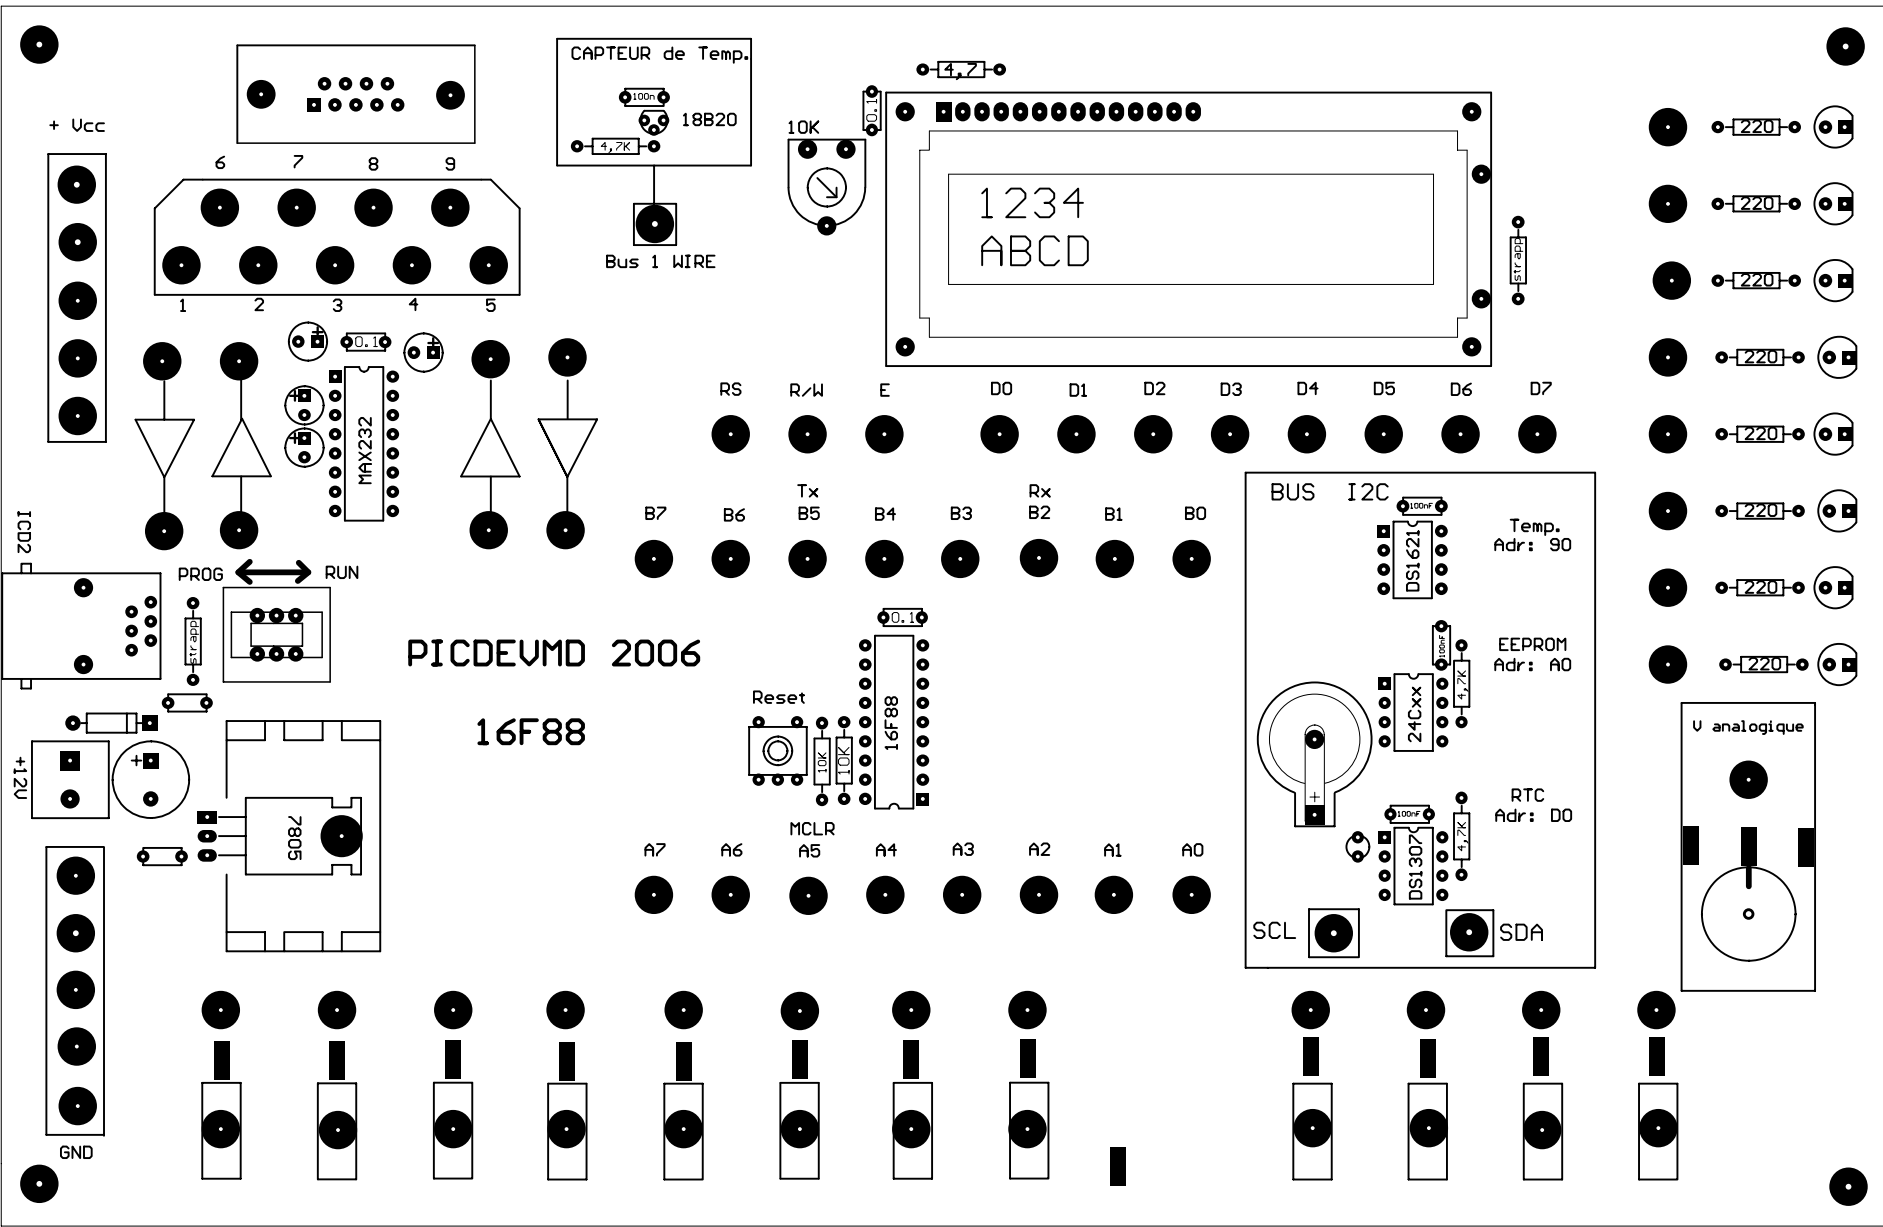 CAPTEUR de Temp.
100n
18B20
4,7K
Bus 1 WIRE
+ Vcc
6 7 8 9
1 2 3 4 5
10K
0.1
4,7
1234
ABCD
strapp
220
220
220
220
220
220
220
220
+
0.1
+
+
+
MAX232
RS R/W E D0 D1 D2 D3 D4 D5 D6 D7
Tx Rx
B7 B6 B5 B4 B3 B2 B1 B0
ICD2
PROG RUN
strapp
PICDEVMD 2006
16F88
0.1
16F88
Reset
10K
10K
MCLR
A7 A6 A5 A4 A3 A2 A1 A0
+12V
+
7805
GND
BUS I2C
100nF
DS1621
Temp.
Adr: 90
100nF
EEPROM
Adr: A0
4,7K
24Cxx
+
RTC
Adr: D0
100nF
4,7K
DS1307
SCL SDA
V analogique